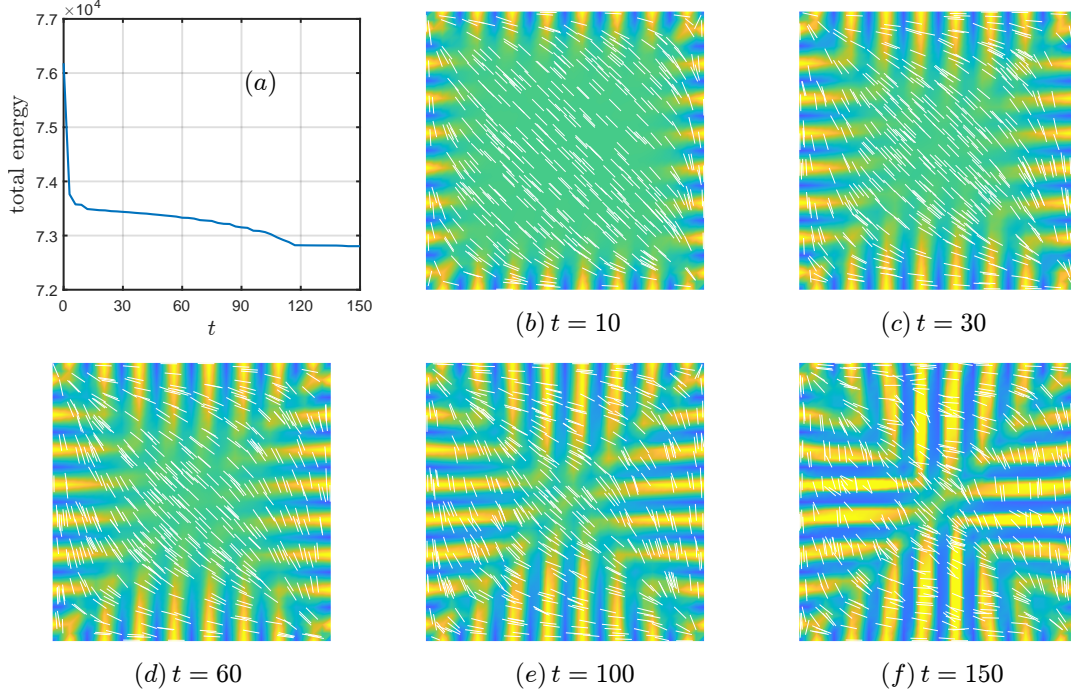 ×10⁴
7.7
7.6
7.5
7.4
7.3
7.2
total energy
(a)
0 30 60 90 120 150
t
(b) t = 10
(c) t = 30
(d) t = 60
(e) t = 100
(f) t = 150